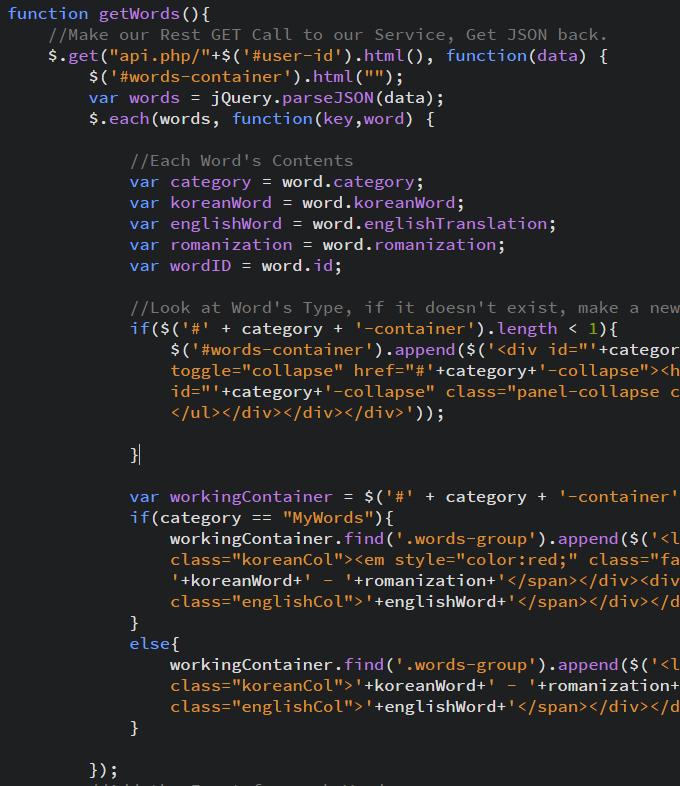 function getWords(){
//Make our Rest GET Call to our Service, Get JSON back.
$.get("api.php/"+$('#user-id').html(), function(data) {
$('#words-container').html("");
var words = jQuery.parseJSON(data);
$.each(words, function(key,word) {
//Each Word's Contents
var category = word.category;
var koreanWord = word.koreanWord;
var englishWord = word.englishTranslation;
var romanization = word.romanization;
var wordID = word.id;
//Look at Word's Type, if it doesn't exist, make a new
if($('#' + category + '-container').length < 1){
$('#words-container').append($('<div id="'+categor
toggle="collapse" href="#'+category+'-collapse"><h
id="'+category+'-collapse" class="panel-collapse c
</ul></div></div></div>'));
}
var workingContainer = $('#' + category + '-container'
if(category == "MyWords"){
workingContainer.find('.words-group').append($('<l
class="koreanCol"><em style="color:red;" class="fa
'+koreanWord+' - '+romanization+'</span></div><div
class="englishCol">'+englishWord+'</span></div></d
}
else{
workingContainer.find('.words-group').append($('<l
class="koreanCol">'+koreanWord+' - '+romanization+
class="englishCol">'+englishWord+'</span></div></d
}
});